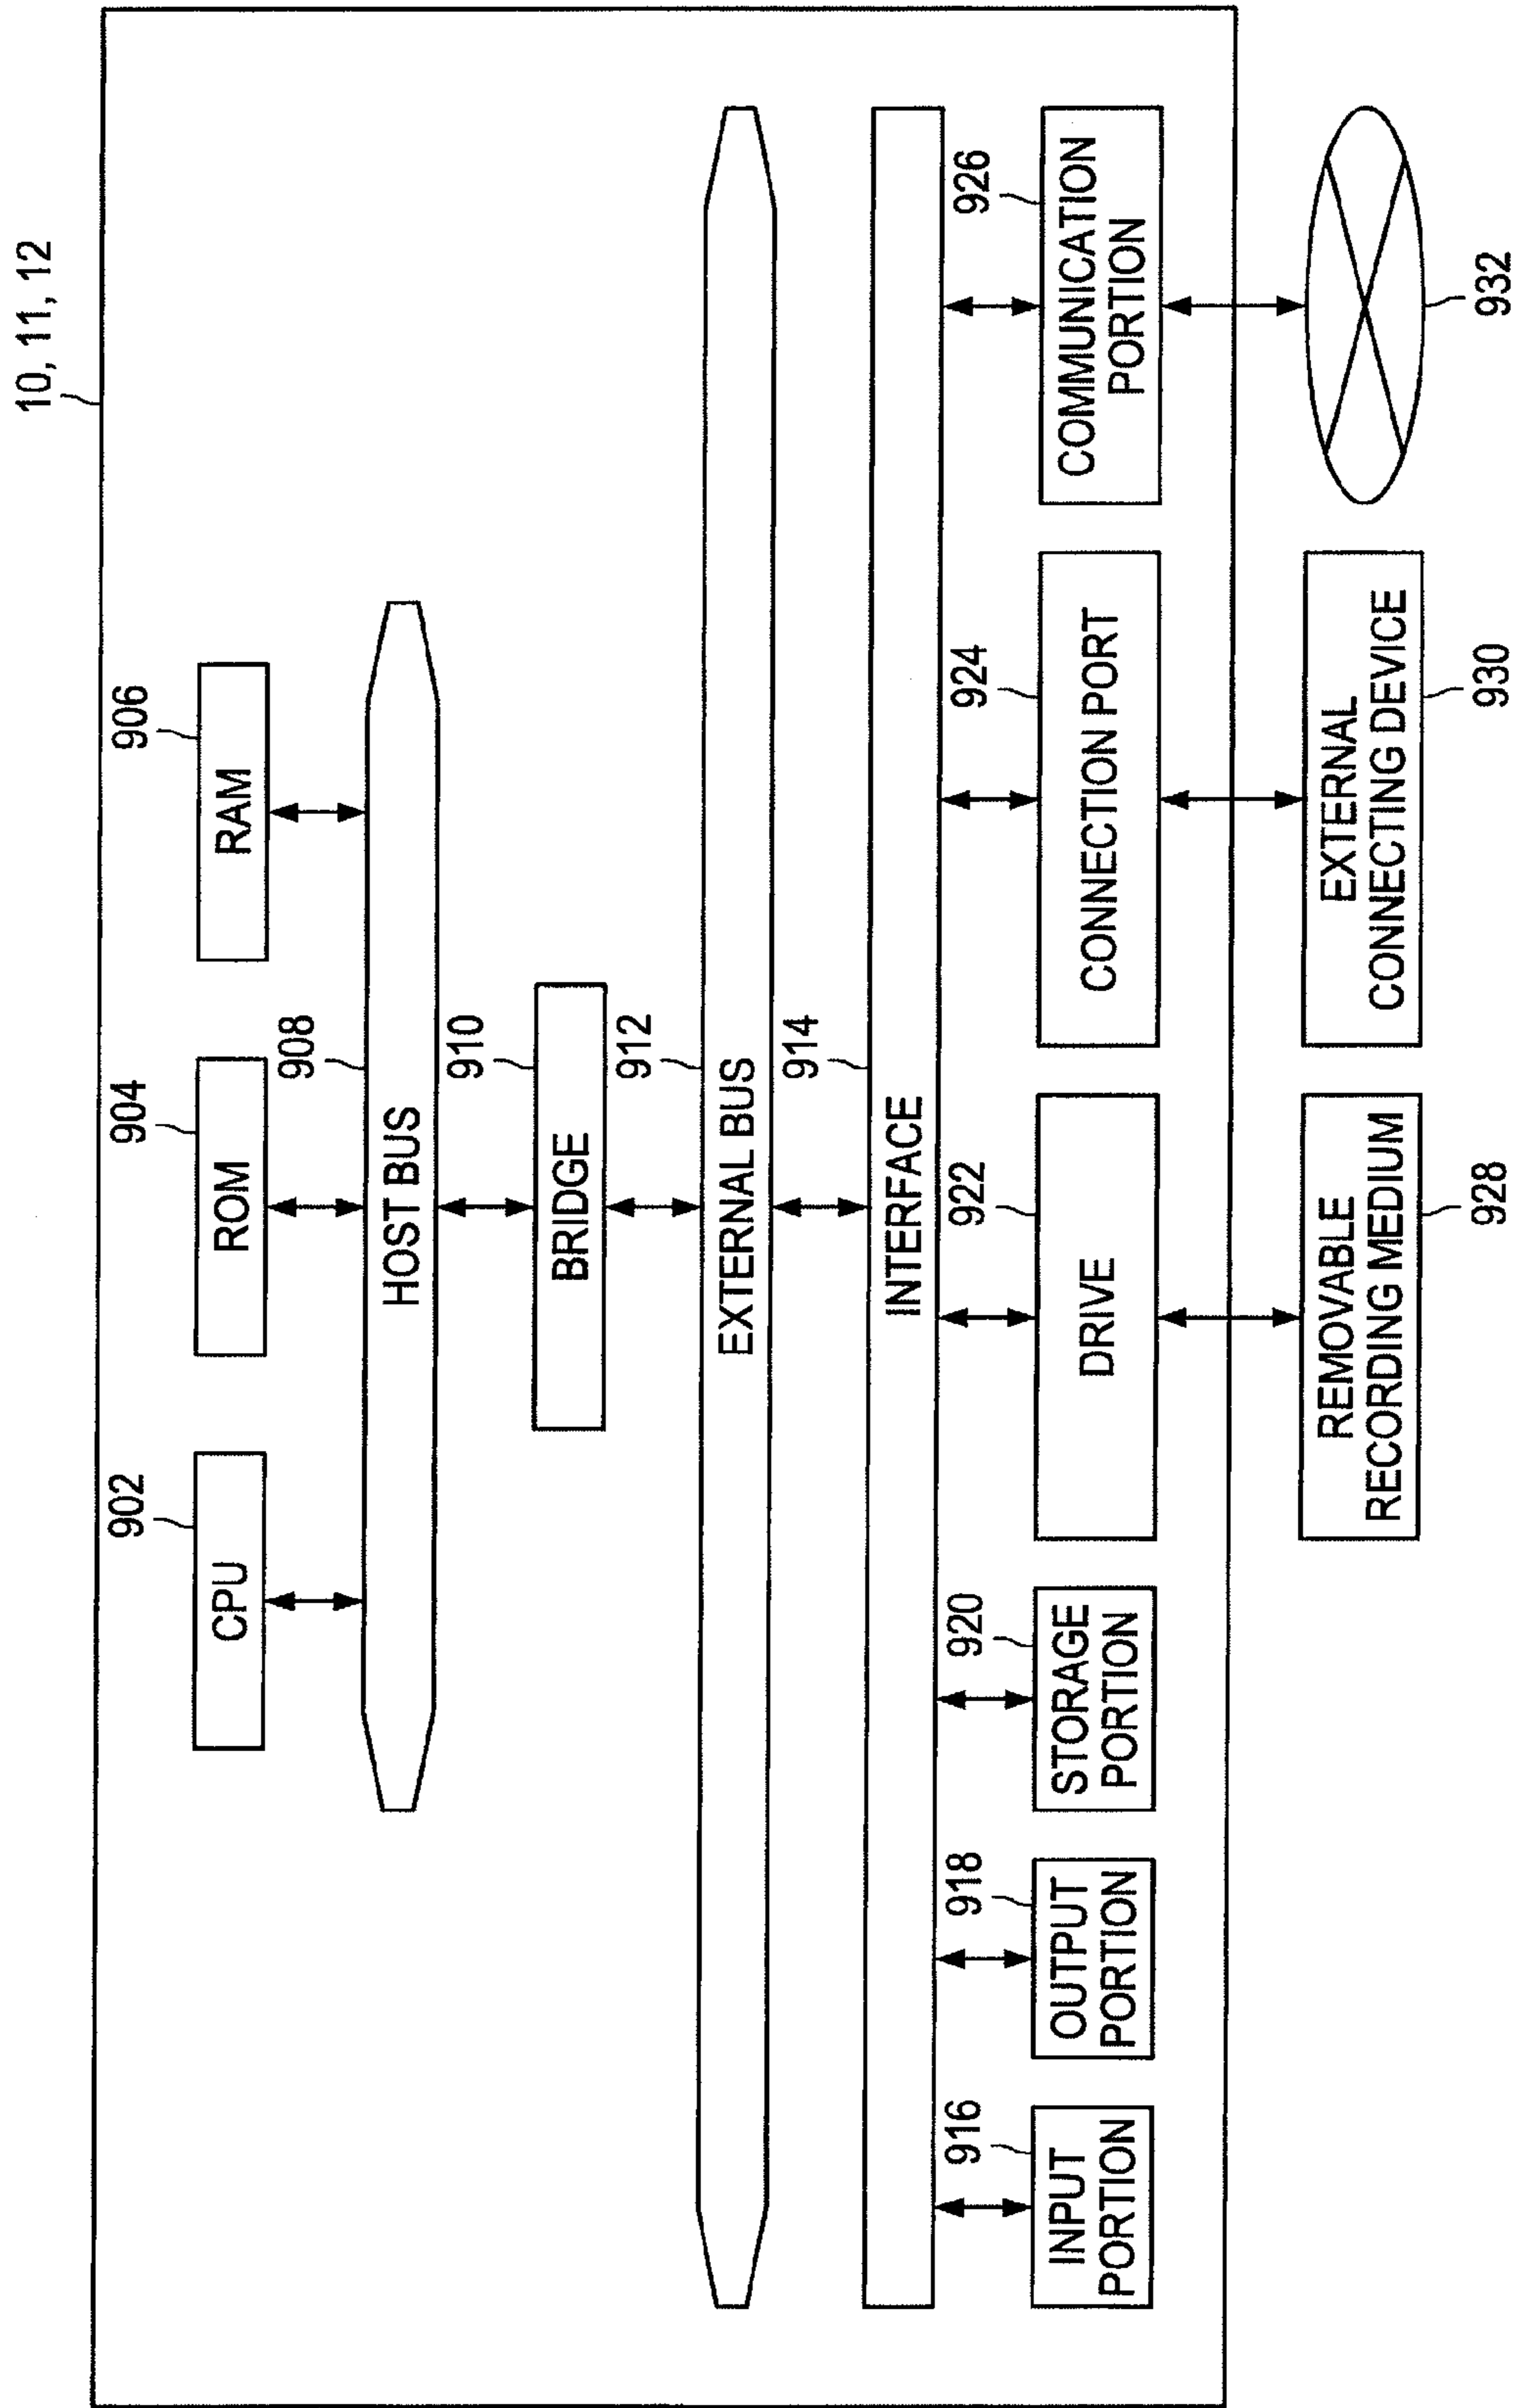 10, 11, 12
902
904
906
CPU
ROM
RAM
908
HOST BUS
910
BRIDGE
912
EXTERNAL BUS
914
INTERFACE
916
918
920
922
924
926
INPUT
PORTION
OUTPUT
PORTION
STORAGE
PORTION
DRIVE
CONNECTION PORT
COMMUNICATION
PORTION
REMOVABLE
RECORDING MEDIUM
EXTERNAL
CONNECTING DEVICE
928
930
932